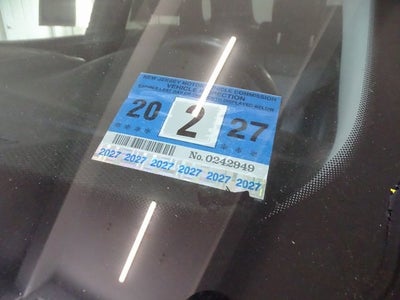 NEW JERSEY MOTOR VEHICLE COMMISSION
VEHICLE INSPECTION
20 2 27
No. 0242949
2027 2027 2027 2027 2027 2027